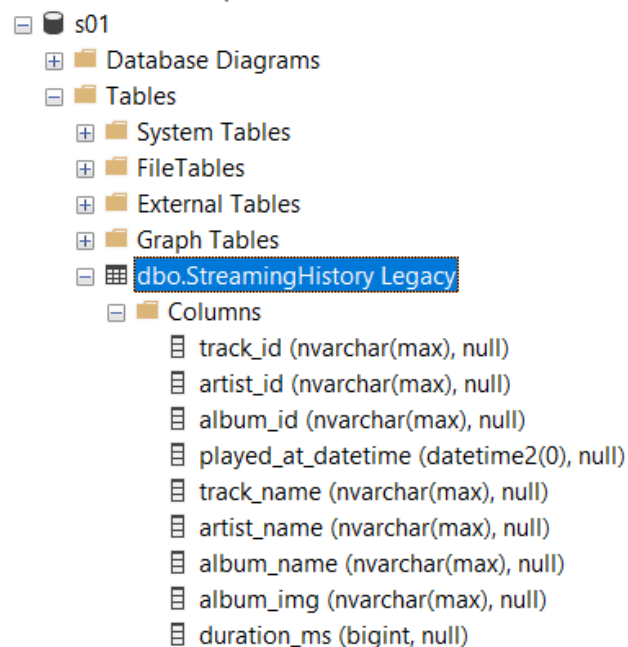 s01
Database Diagrams
Tables
System Tables
FileTables
External Tables
Graph Tables
dbo.StreamingHistory Legacy
Columns
track_id (nvarchar(max), null)
artist_id (nvarchar(max), null)
album_id (nvarchar(max), null)
played_at_datetime (datetime2(0), null)
track_name (nvarchar(max), null)
artist_name (nvarchar(max), null)
album_name (nvarchar(max), null)
album_img (nvarchar(max), null)
duration_ms (bigint, null)